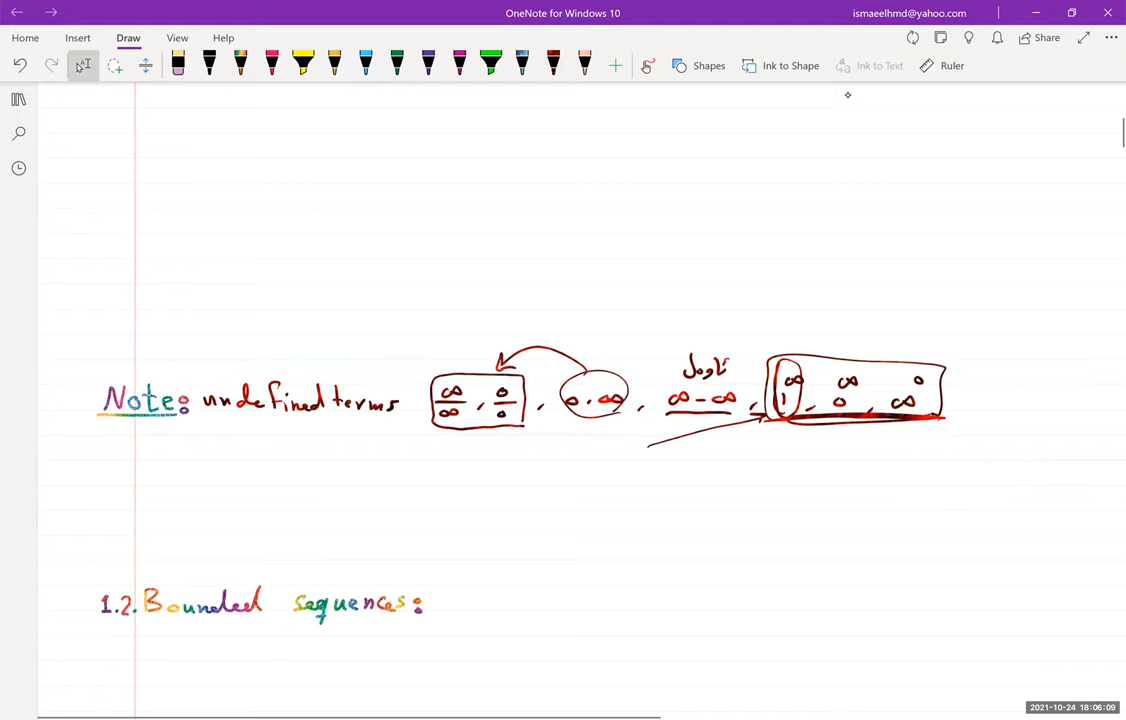 OneNote for Windows 10
ismaeelhmd@yahoo.com
Home Insert Draw View Help
Share
Shapes
Ink to Shape
Ink to Text
Ruler
Note: undefined terms ∞/∞ , 0/0 , 0·∞ , ∞-∞ , 1^∞ , 0^∞ , ∞^0
1.2. Bounded sequences:
2021-10-24 18:06:09